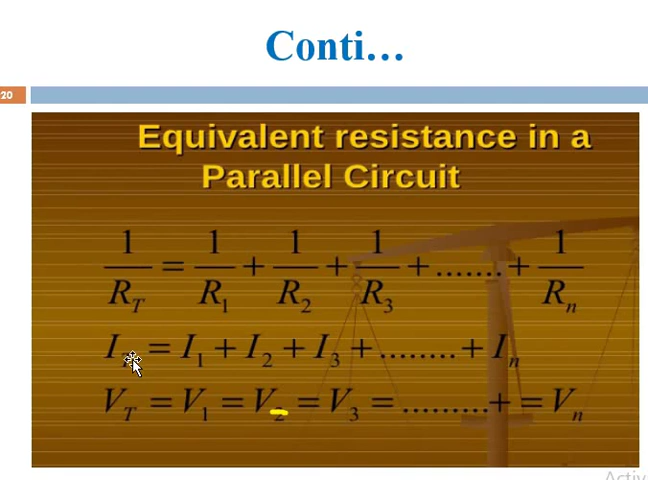 Conti…
20
Equivalent resistance in a
Parallel Circuit
1/R_T = 1/R_1 + 1/R_2 + 1/R_3 + ....... + 1/R_n
I = I_1 + I_2 + I_3 + ........ + I_n
V_T = V_1 = V_2 = V_3 = .........+ = V_n
Activ